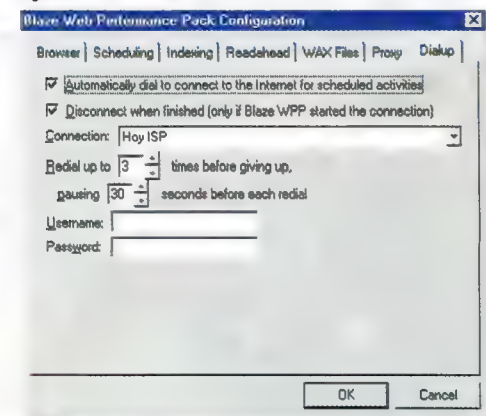 Blaze Web Performance Pack Configuration
Browser Scheduling Indexing Readahead WAX Files Proxy Dialup
Automatically dial to connect to the Internet for scheduled activities
Disconnect when finished (only if Blaze WPP started the connection)
Connection: Hoy ISP
Redial up to 3 times before giving up,
pausing 30 seconds before each redial
Username:
Password:
OK Cancel